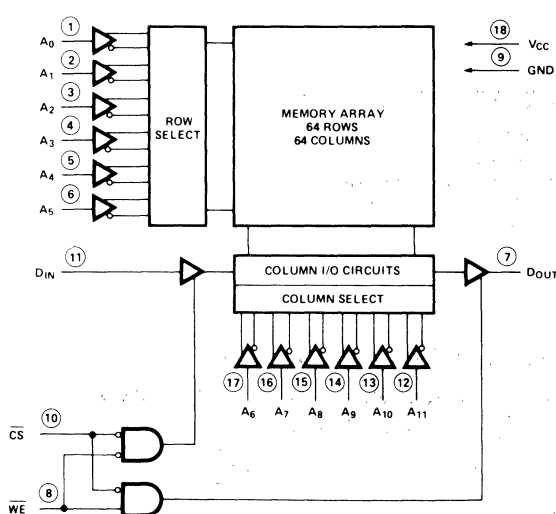 1
A0
2
A1
3
A2
4
A3
5
A4
6
A5
ROW
SELECT
MEMORY ARRAY
64 ROWS
64 COLUMNS
18
VCC
9
GND
11
DIN
COLUMN I/O CIRCUITS
COLUMN SELECT
7
DOUT
17 16 15 14 13 12
A6 A7 A8 A9 A10 A11
10
CS
8
WE